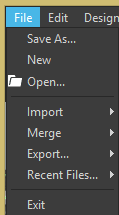 File Edit Design
Save As...
New
Open...
Import
Merge
Export...
Recent Files...
Exit